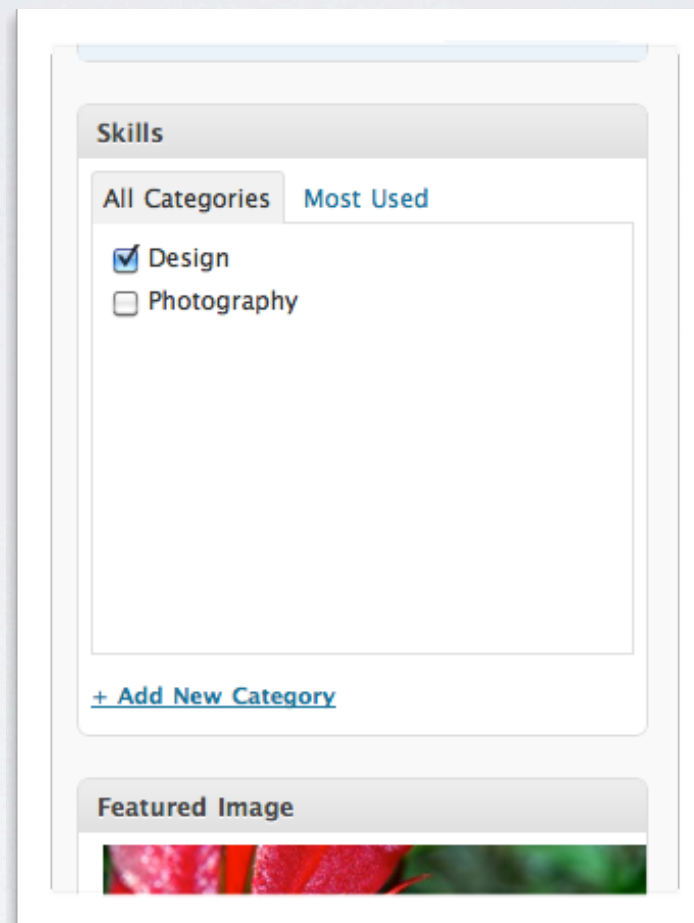 Skills
All Categories Most Used
Design
Photography
+ Add New Category
Featured Image